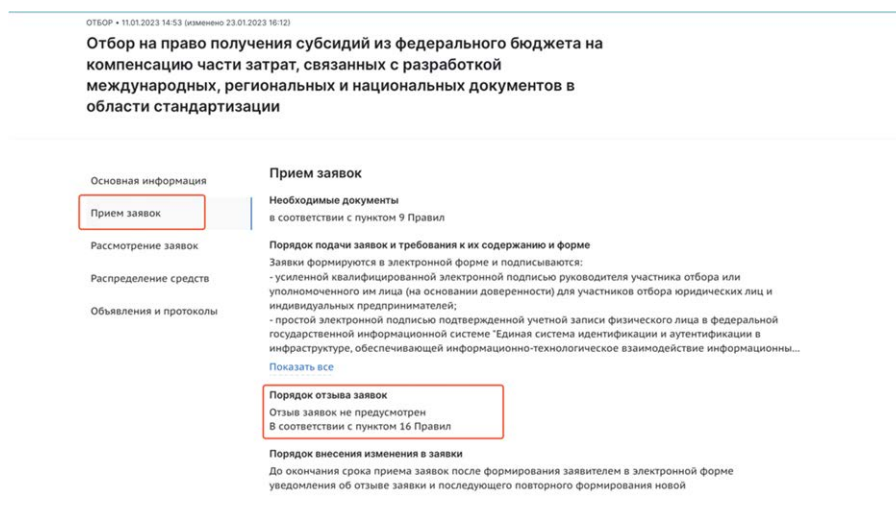 ОТБОР • 11.01.2023 14:53 (изменено 23.01.2023 16:12)
Отбор на право получения субсидий из федерального бюджета на
компенсацию части затрат, связанных с разработкой
международных, региональных и национальных документов в
области стандартизации
Основная информация
Прием заявок
Рассмотрение заявок
Распределение средств
Объявления и протоколы
Прием заявок
Необходимые документы
в соответствии с пунктом 9 Правил
Порядок подачи заявок и требования к их содержанию и форме
Заявки формируются в электронной форме и подписываются:
- усиленной квалифицированной электронной подписью руководителя участника отбора или
уполномоченного им лица (на основании доверенности) для участников отбора юридических лиц и
индивидуальных предпринимателей;
- простой электронной подписью подтвержденной учетной записи физического лица в федеральной
государственной информационной системе "Единая система идентификации и аутентификации в
инфраструктуре, обеспечивающей информационно-технологическое взаимодействие информационны...
Показать все
Порядок отзыва заявок
Отзыв заявок не предусмотрен
В соответствии с пунктом 16 Правил
Порядок внесения изменения в заявки
До окончания срока приема заявок после формирования заявителем в электронной форме
уведомления об отзыве заявки и последующего повторного формирования новой